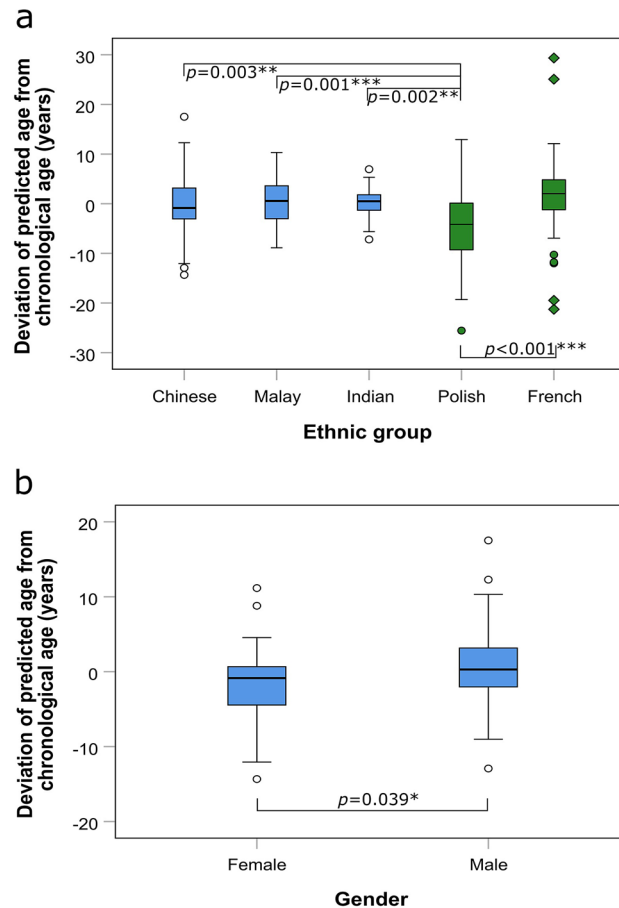 a
Deviation of predicted age from
chronological age (years)
30
20
10
0
-10
-20
-30
p=0.003**
p=0.001***
p=0.002**
p<0.001***
Chinese Malay Indian Polish French
Ethnic group
b
Deviation of predicted age from
chronological age (years)
20
10
0
-10
-20
p=0.039*
Female Male
Gender